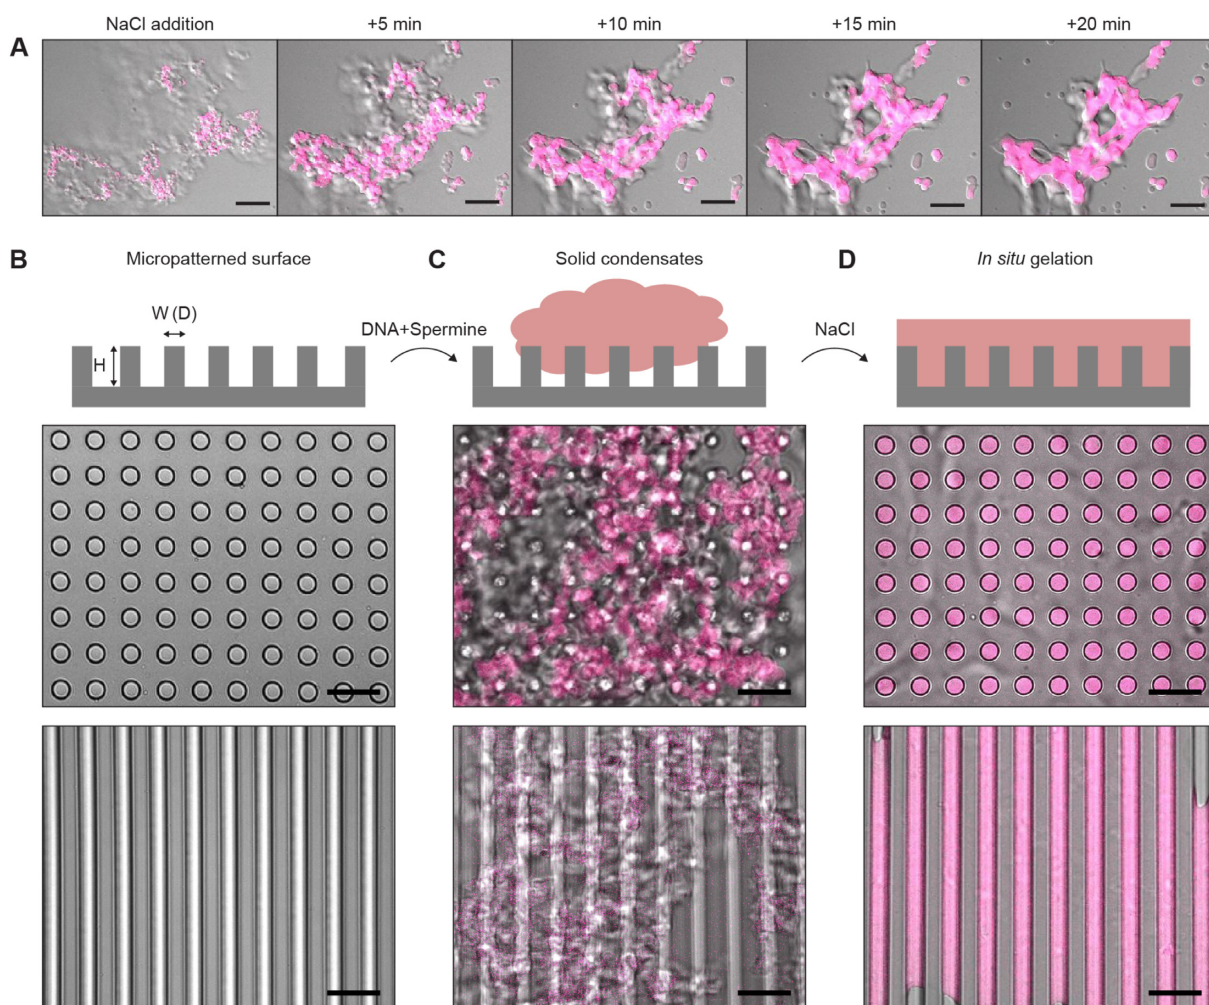 A
NaCl addition
+5 min
+10 min
+15 min
+20 min
B
Micropatterned surface
W (D)
H
DNA+Spermine
C
Solid condensates
NaCl
D
In situ gelation